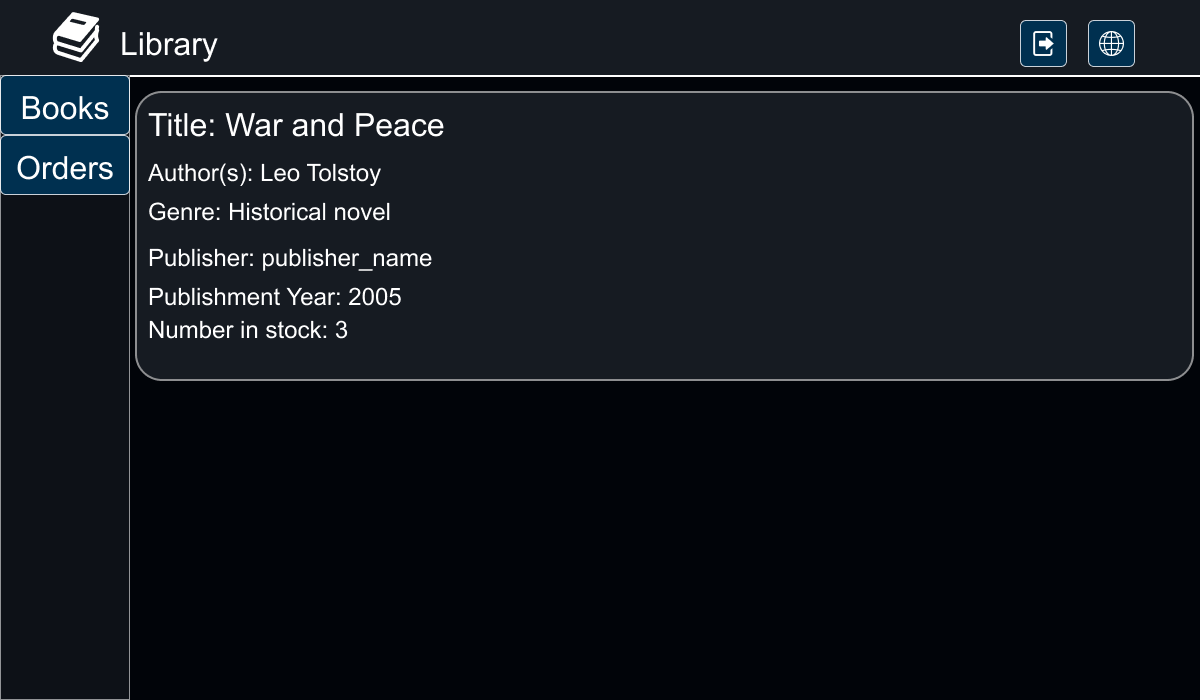 Library
Books
Orders
Title: War and Peace
Author(s): Leo Tolstoy
Genre: Historical novel
Publisher: publisher_name
Publishment Year: 2005
Number in stock: 3